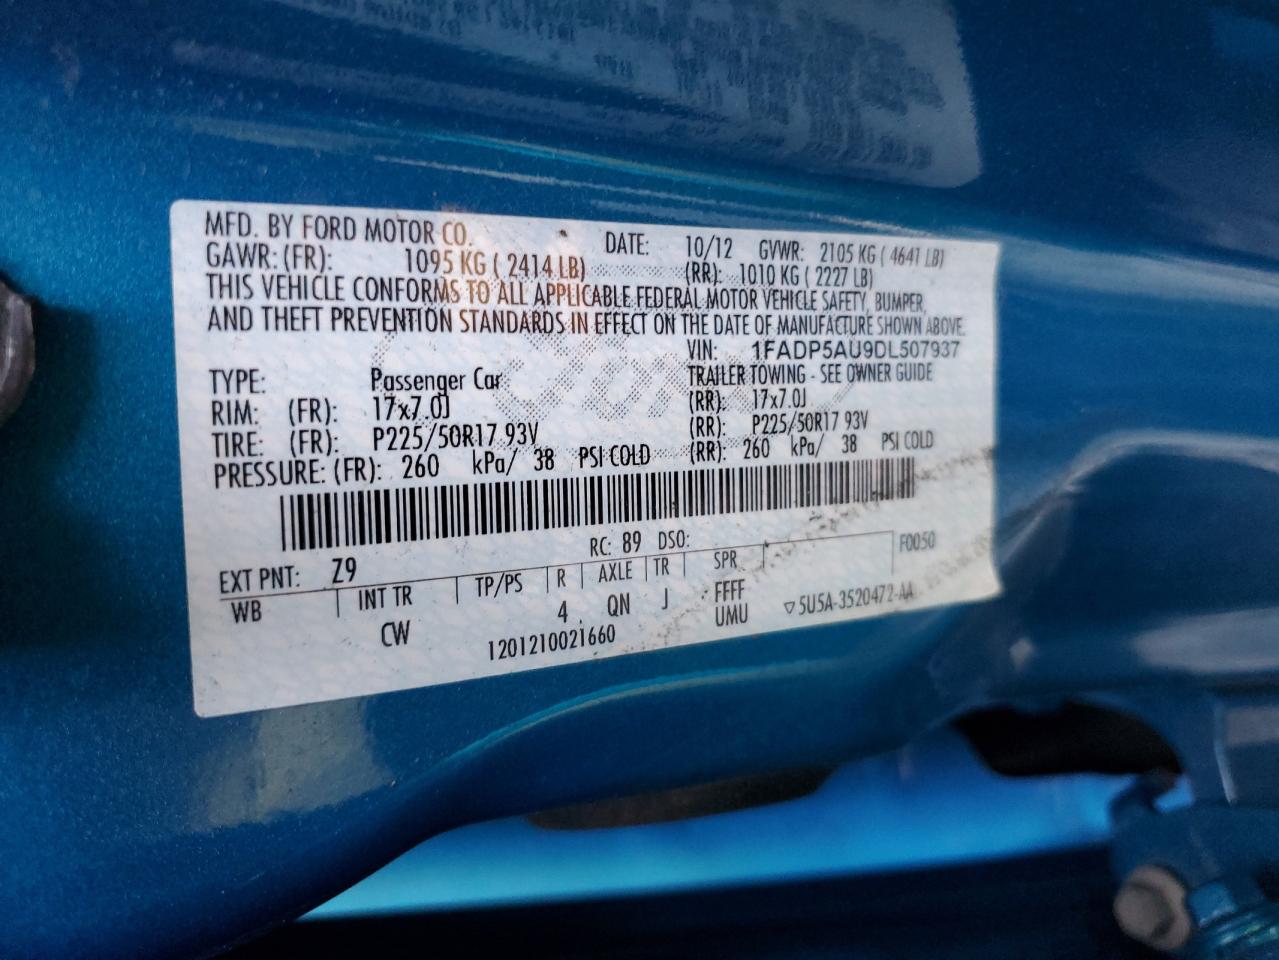 MFD. BY FORD MOTOR CO. DATE: 10/12 GVWR: 2105 KG ( 4641 LB)
GAWR: (FR): 1095 KG ( 2414 LB) (RR): 1010 KG ( 2227 LB)
THIS VEHICLE CONFORMS TO ALL APPLICABLE FEDERAL MOTOR VEHICLE SAFETY, BUMPER,
AND THEFT PREVENTION STANDARDS IN EFFECT ON THE DATE OF MANUFACTURE SHOWN ABOVE.
VIN: 1FADP5AU9DL507937
TYPE: Passenger Car TRAILER TOWING - SEE OWNER GUIDE
RIM: (FR): 17x7.0J (RR): 17x7.0J
TIRE: (FR): P225/50R17 93V (RR): P225/50R17 93V
PRESSURE: (FR): 260 kPa/ 38 PSI COLD (RR): 260 kPa/ 38 PSI COLD
EXT PNT: Z9 RC: 89 DSO: F0050
WB INT TR TP/PS R AXLE TR SPR
CW 4 QN J FFFF
UMU
1201210021660 ▽5U5A-3520472-AA